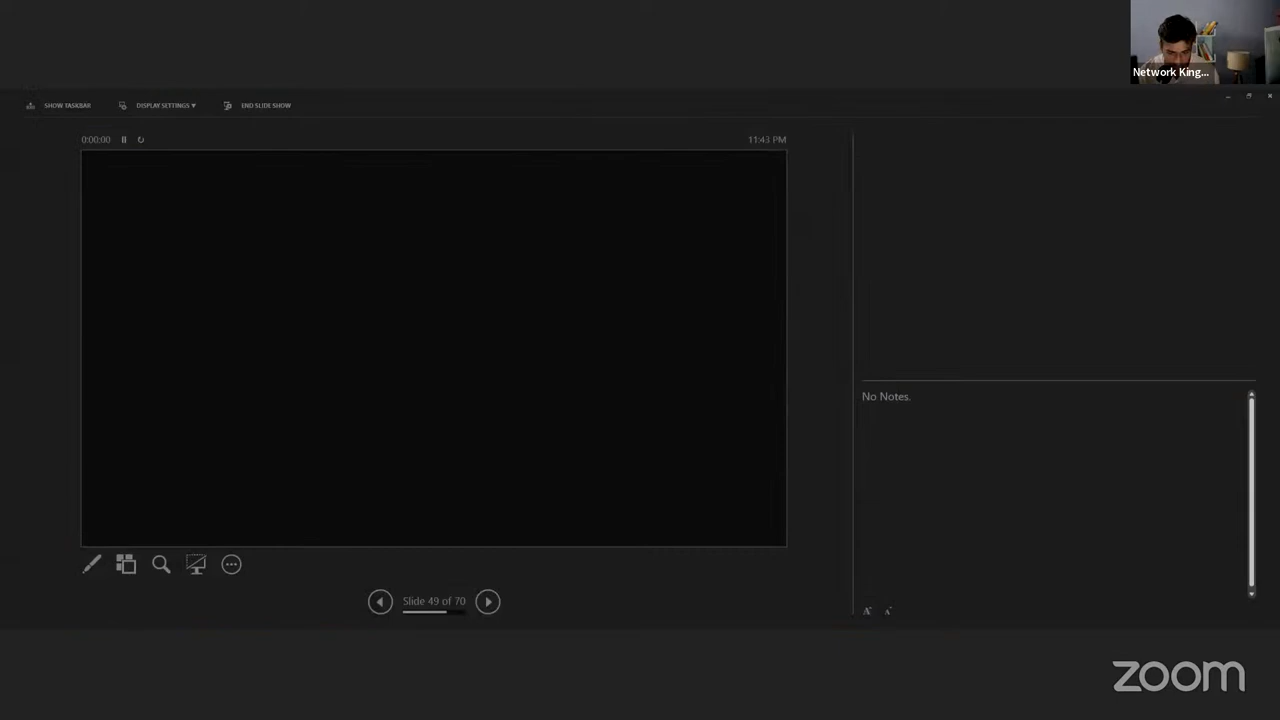 Network King...
SHOW TASKBAR
DISPLAY SETTINGS
END SLIDE SHOW
0:00:00
11:43 PM
No Notes.
Slide 49 of 70
A A
zoom